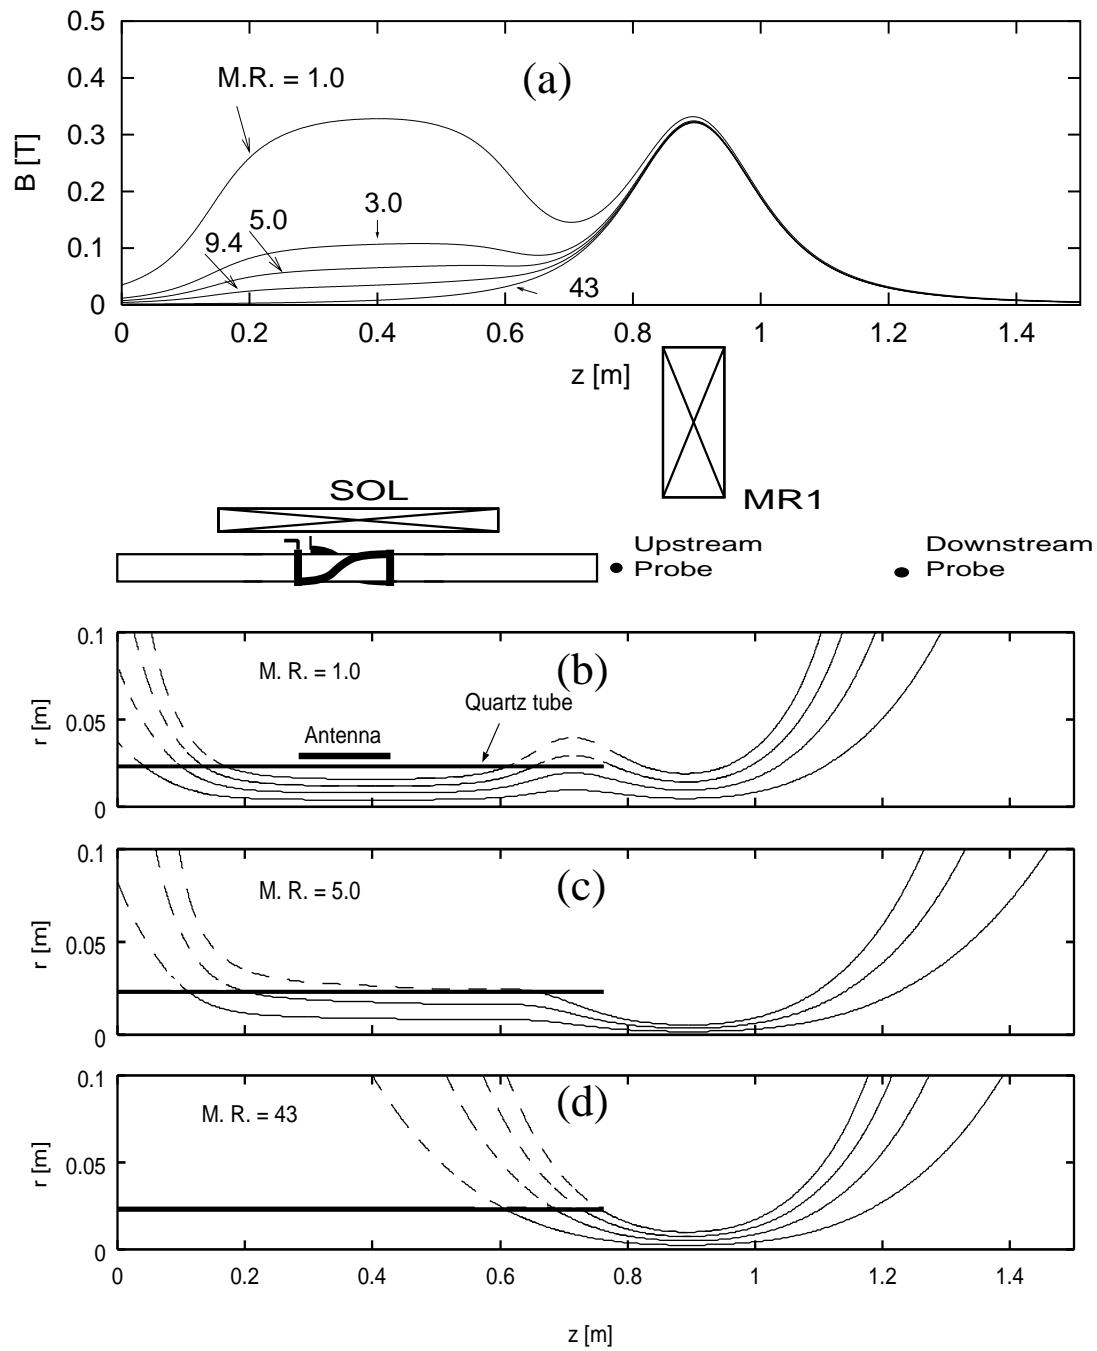 0.5
0.4
0.3
0.2
0.1
0
B [T]
M.R. = 1.0
(a)
3.0
5.0
9.4
43
0 0.2 0.4 0.6 0.8 1 1.2 1.4
z [m]
SOL
MR1
Upstream
Probe
Downstream
Probe
0.1
0.05
0
r [m]
M. R. = 1.0
(b)
Quartz tube
Antenna
0.1
0.05
0
r [m]
M. R. = 5.0
(c)
0.1
0.05
0
r [m]
M. R. = 43
(d)
0 0.2 0.4 0.6 0.8 1 1.2 1.4
z [m]